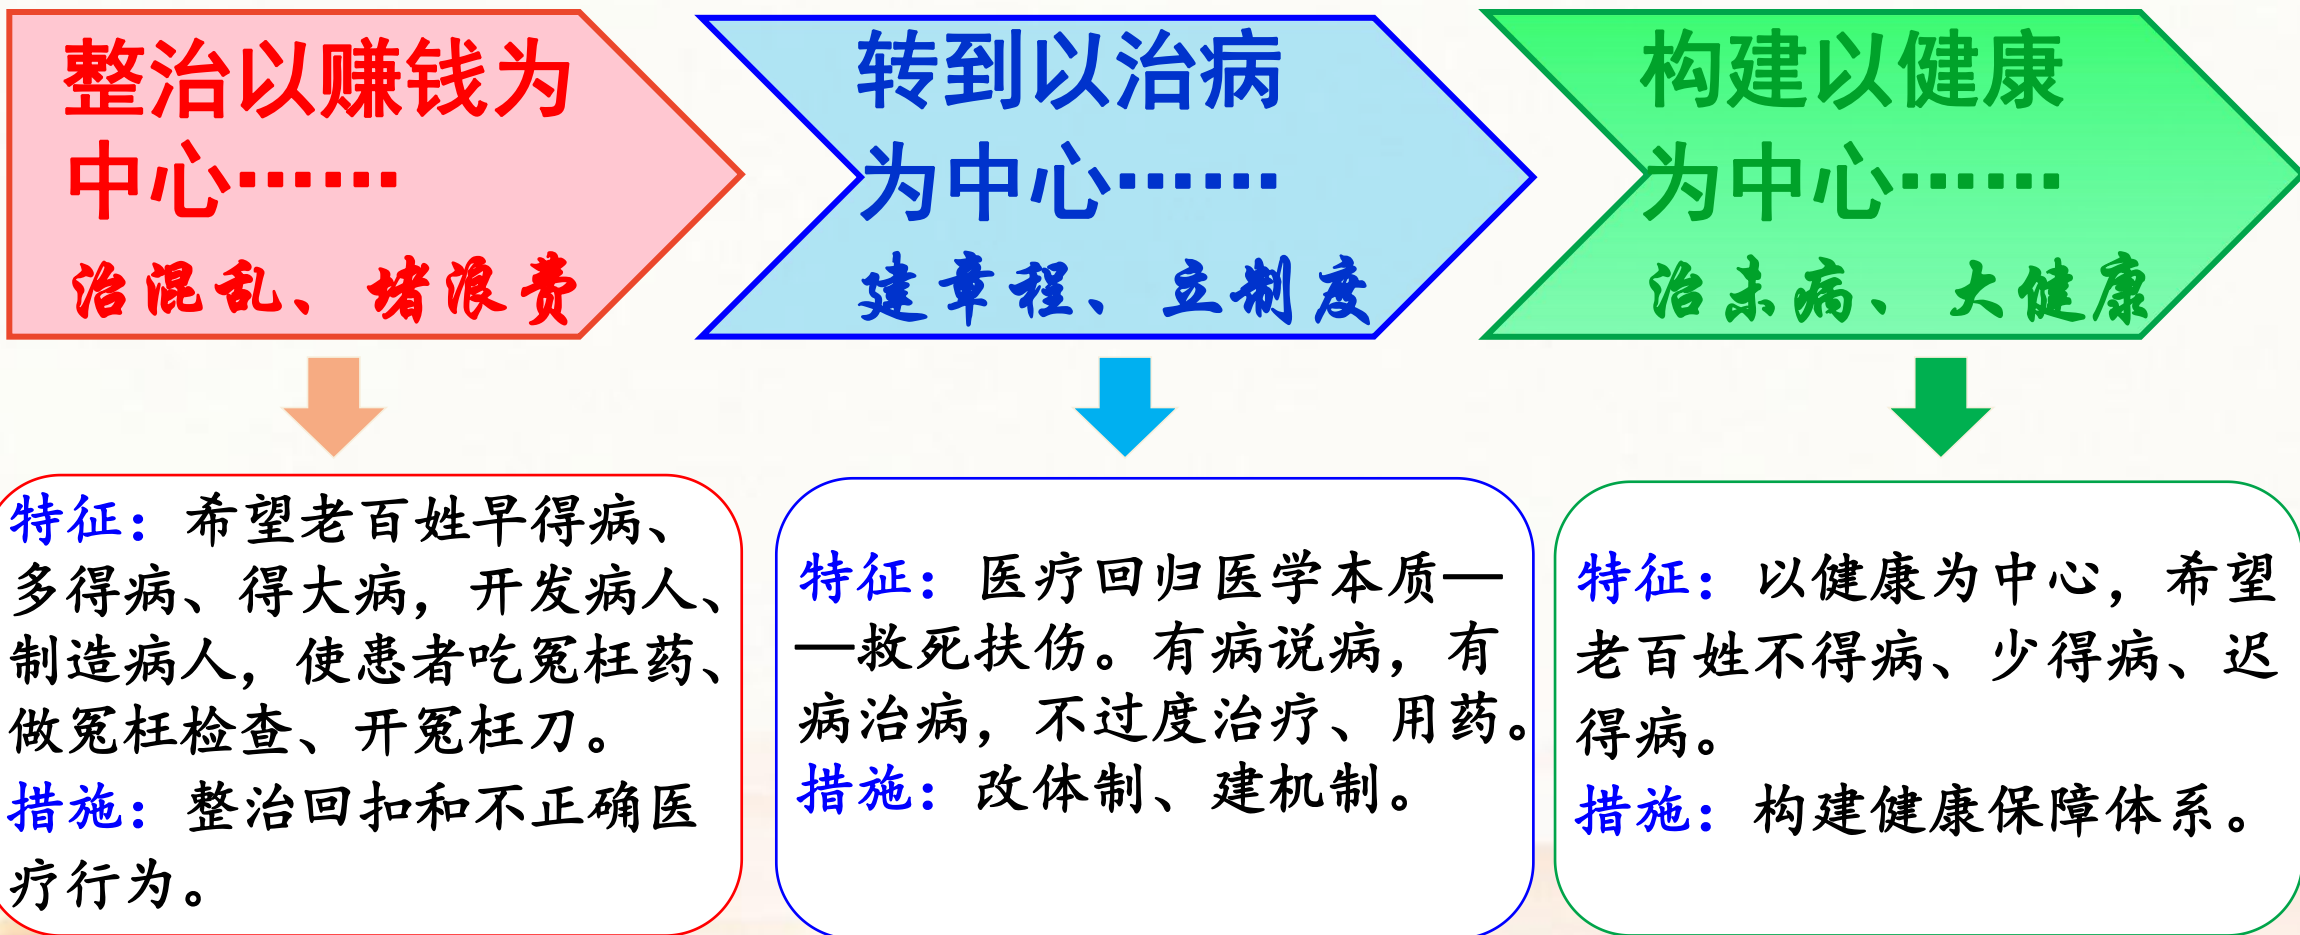 整治以赚钱为
中心……
治混乱、堵浪费
转到以治病
为中心……
建章程、立制度
构建以健康
为中心……
治未病、大健康
特征：希望老百姓早得病、
多得病、得大病，开发病人、
制造病人，使患者吃冤枉药、
做冤枉检查、开冤枉刀。
措施：整治回扣和不正确医
疗行为。
特征：医疗回归医学本质—
—救死扶伤。有病说病，有
病治病，不过度治疗、用药。
措施：改体制、建机制。
特征：以健康为中心，希望
老百姓不得病、少得病、迟
得病。
措施：构建健康保障体系。